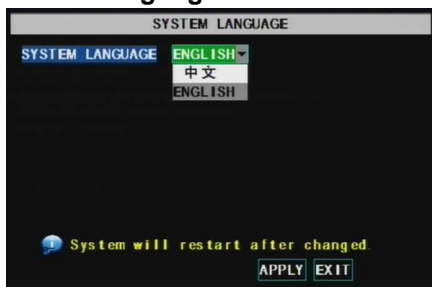 SYSTEM LANGUAGE
SYSTEM LANGUAGE ENGLISH
中文
ENGLISH
System will restart after changed.
APPLY EXIT